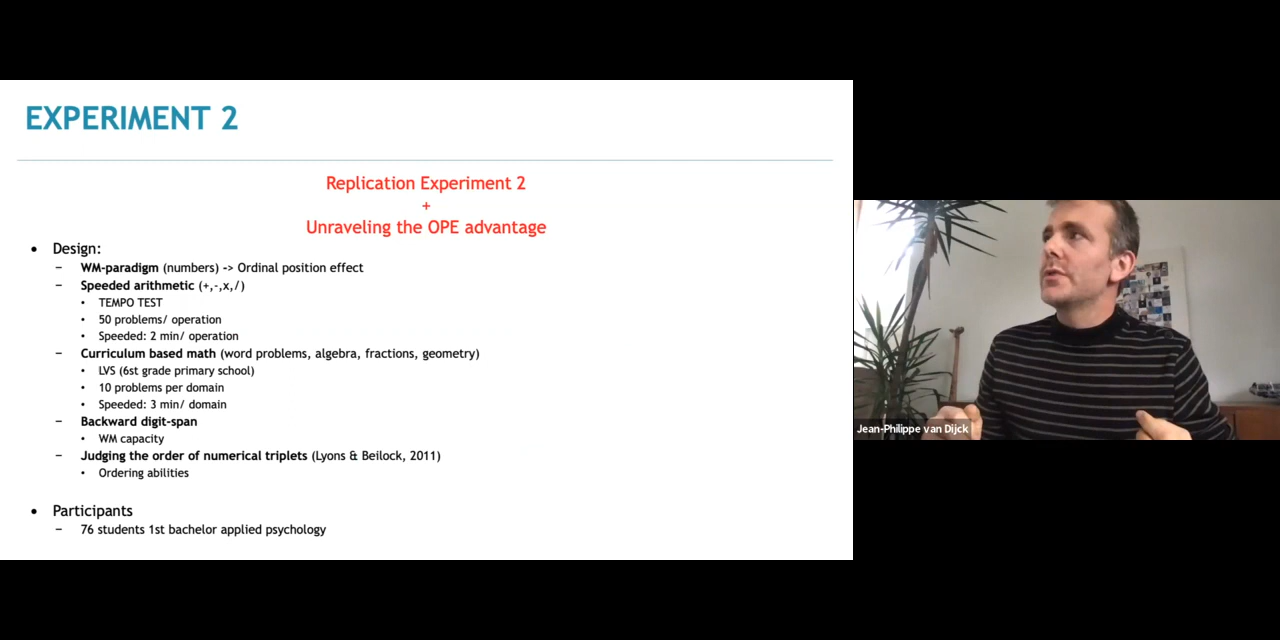 EXPERIMENT 2
Replication Experiment 2
+
Unraveling the OPE advantage
• Design:
– WM-paradigm (numbers) -> Ordinal position effect
– Speeded arithmetic (+,-,x,/)
• TEMPO TEST
• 50 problems/ operation
• Speeded: 2 min/ operation
– Curriculum based math (word problems, algebra, fractions, geometry)
• LVS (6st grade primary school)
• 10 problems per domain
• Speeded: 3 min/ domain
– Backward digit-span
• WM capacity
– Judging the order of numerical triplets (Lyons & Beilock, 2011)
• Ordering abilities
• Participants
– 76 students 1st bachelor applied psychology
Jean-Philippe van Dijck